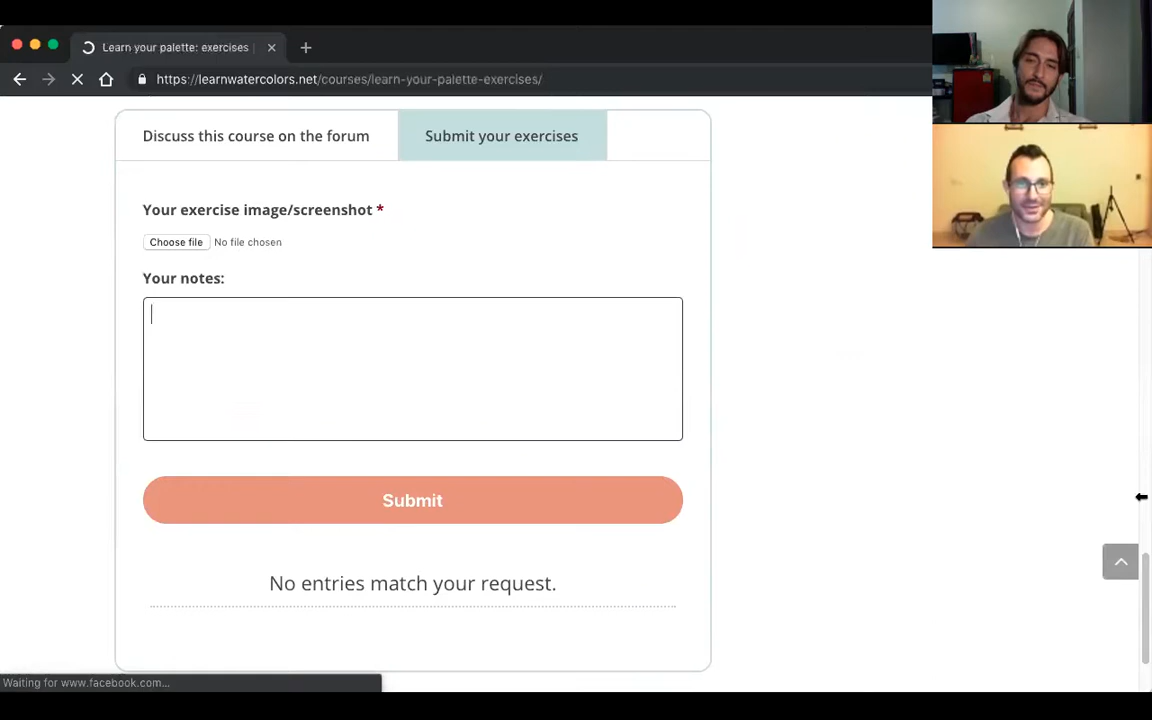 Learn your palette: exercises
https://learnwatercolors.net/courses/learn-your-palette-exercises/
Discuss this course on the forum
Submit your exercises
Your exercise image/screenshot *
Choose file No file chosen
Your notes:
Submit
No entries match your request.
Waiting for www.facebook.com...